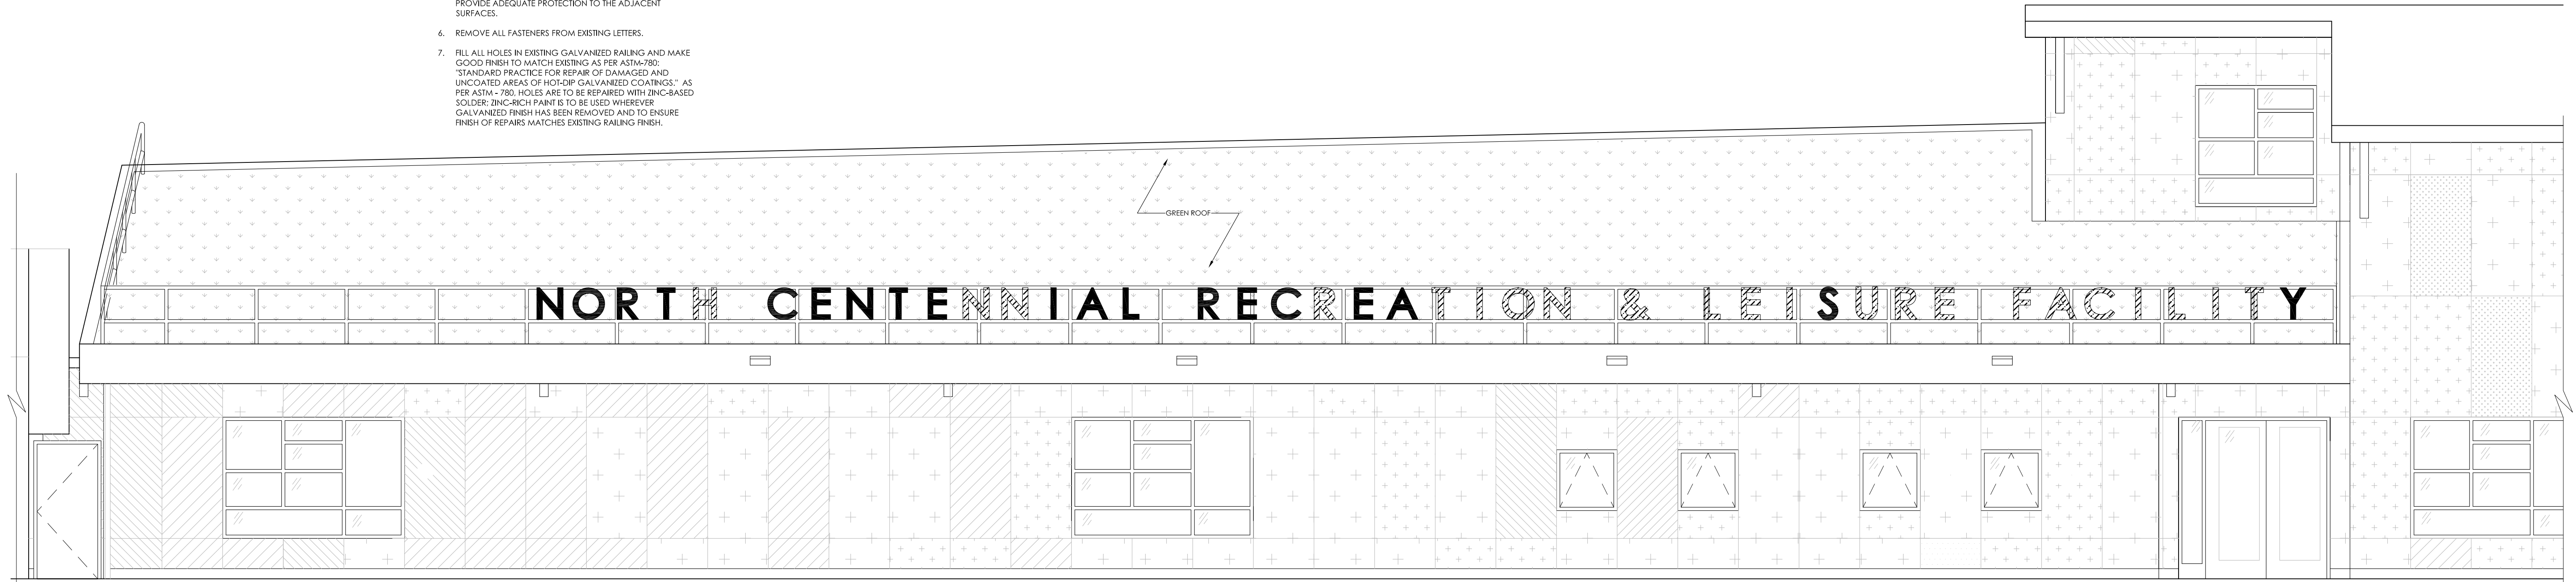 PROVIDE ADEQUATE PROTECTION TO THE ADJACENT
SURFACES.
6. REMOVE ALL FASTENERS FROM EXISTING LETTERS.
7. FILL ALL HOLES IN EXISTING GALVANIZED RAILING AND MAKE
GOOD FINISH TO MATCH EXISTING AS PER ASTM-780:
"STANDARD PRACTICE FOR REPAIR OF DAMAGED AND
UNCOATED AREAS OF HOT-DIP GALVANIZED COATINGS." AS
PER ASTM - 780, HOLES ARE TO BE REPAIRED WITH ZINC-BASED
SOLDER; ZINC-RICH PAINT IS TO BE USED WHEREVER
GALVANIZED FINISH HAS BEEN REMOVED AND TO ENSURE
FINISH OF REPAIRS MATCHES EXISTING RAILING FINISH.
GREEN ROOF
NORTH CENTENNIAL RECREATION & LEISURE FACILITY